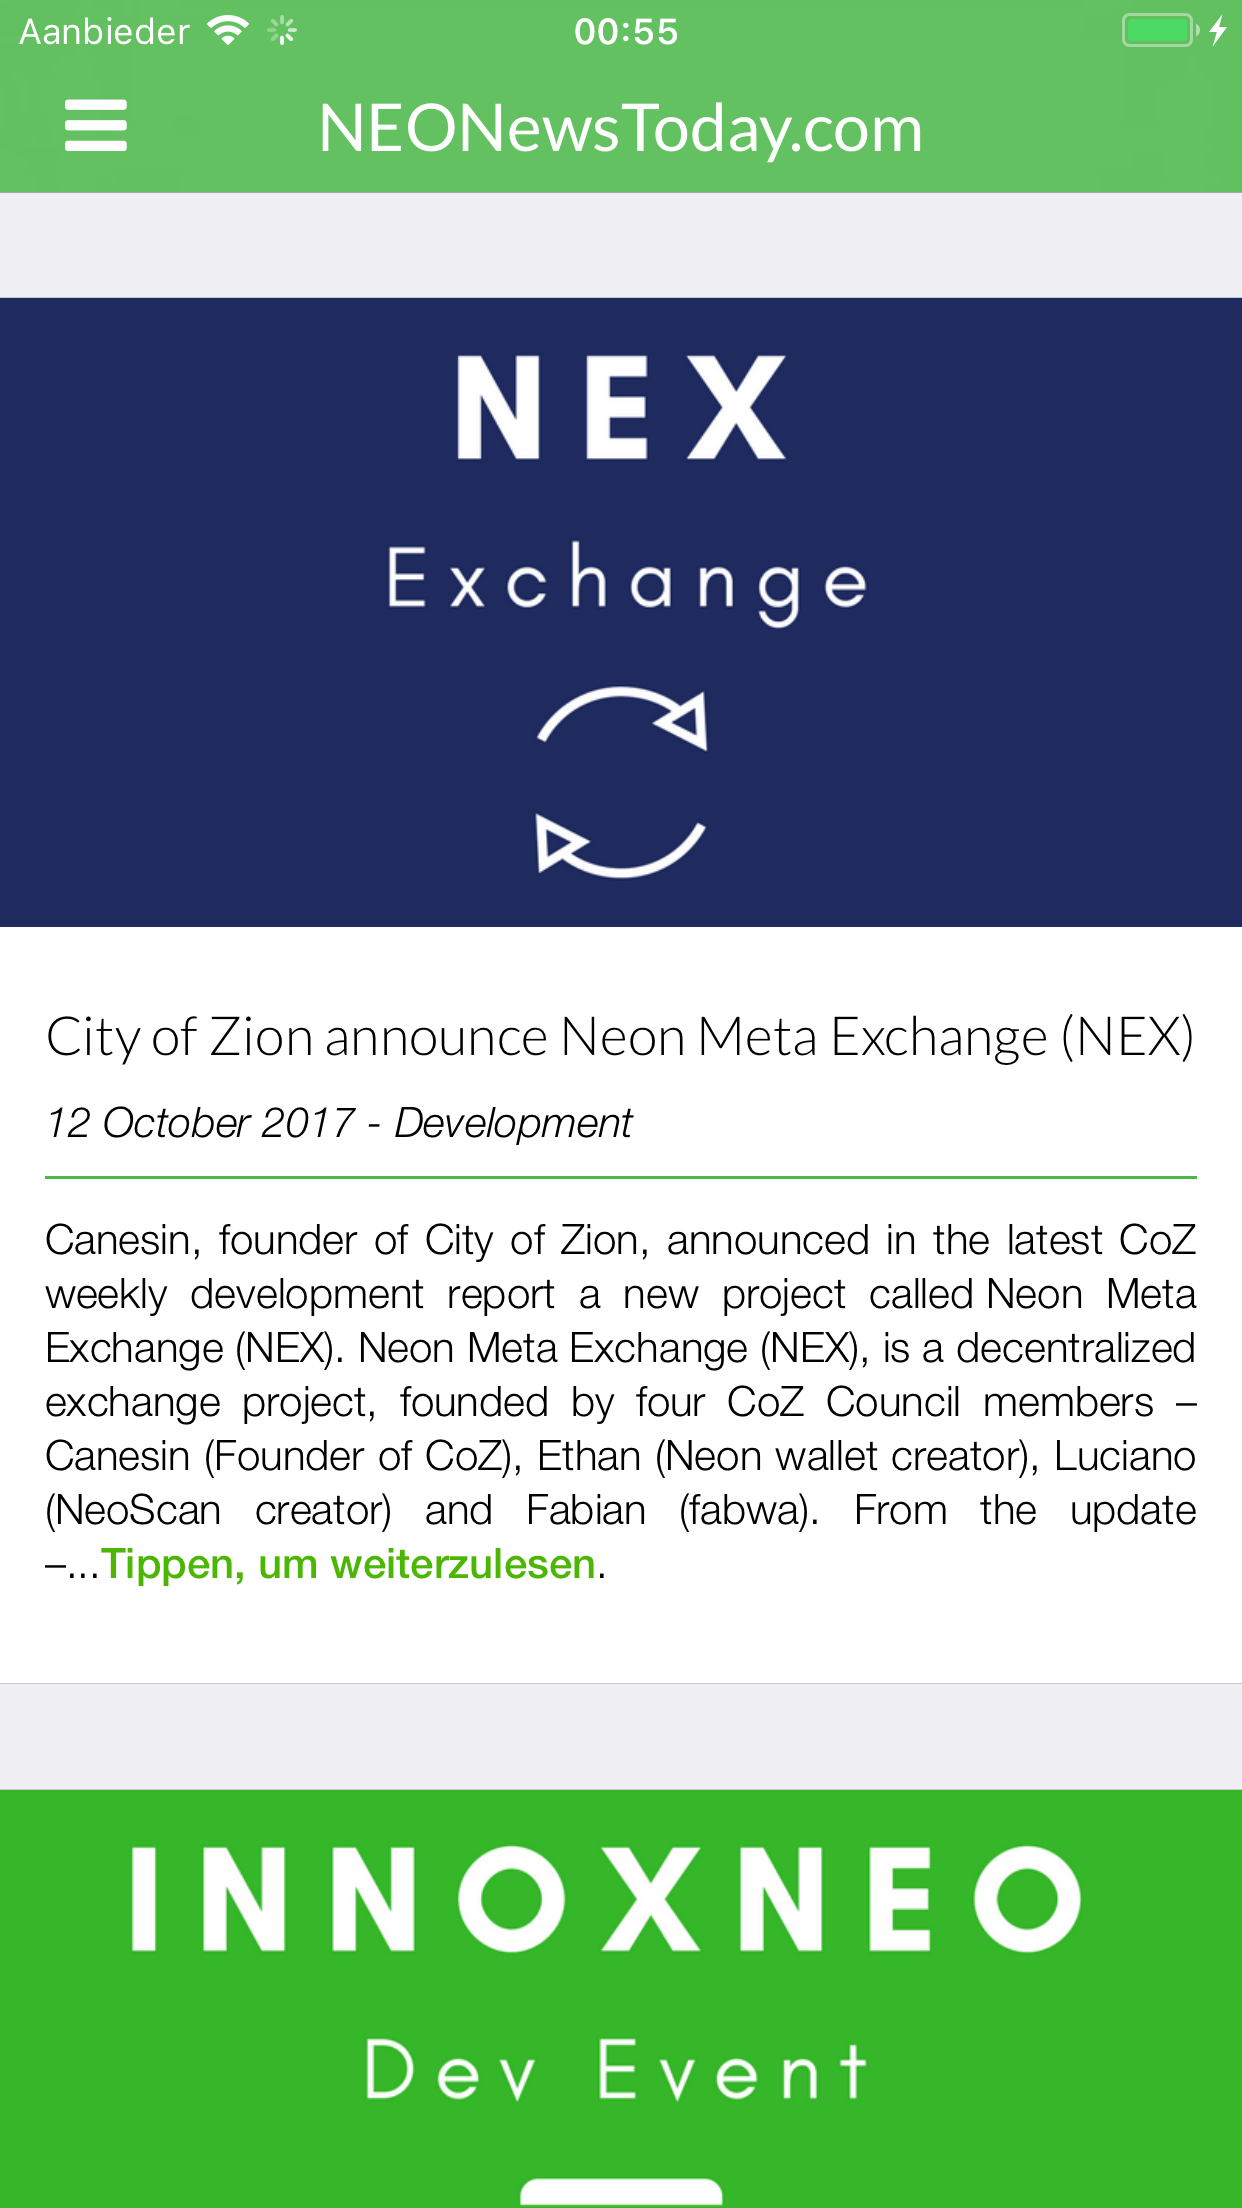 Aanbieder 00:55
NEONewsToday.com
NEX
Exchange
City of Zion announce Neon Meta Exchange (NEX)
12 October 2017 - Development
Canesin, founder of City of Zion, announced in the latest CoZ
weekly development report a new project called Neon Meta
Exchange (NEX). Neon Meta Exchange (NEX), is a decentralized
exchange project, founded by four CoZ Council members –
Canesin (Founder of CoZ), Ethan (Neon wallet creator), Luciano
(NeoScan creator) and Fabian (fabwa). From the update
–...Tippen, um weiterzulesen.
INNOXNEO
Dev Event